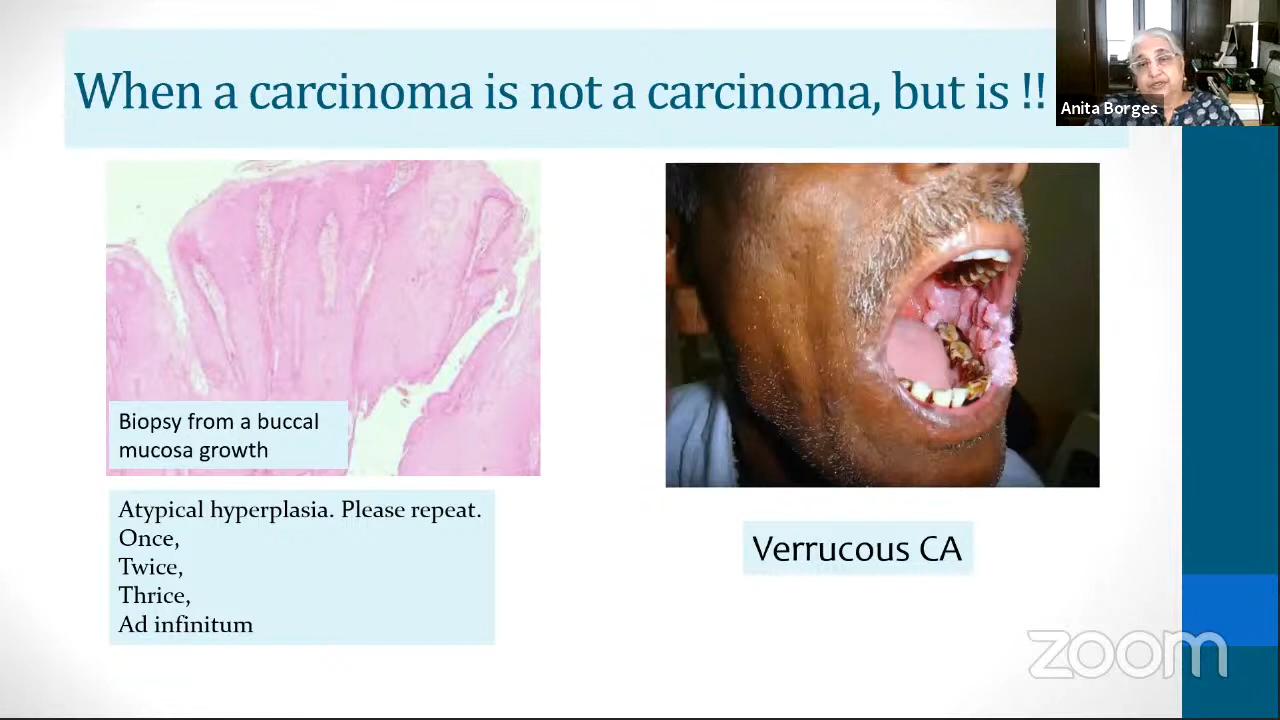 When a carcinoma is not a carcinoma, but is !!
Anita Borges
Biopsy from a buccal
mucosa growth
Atypical hyperplasia. Please repeat.
Once,
Twice,
Thrice,
Ad infinitum
Verrucous CA
zoom